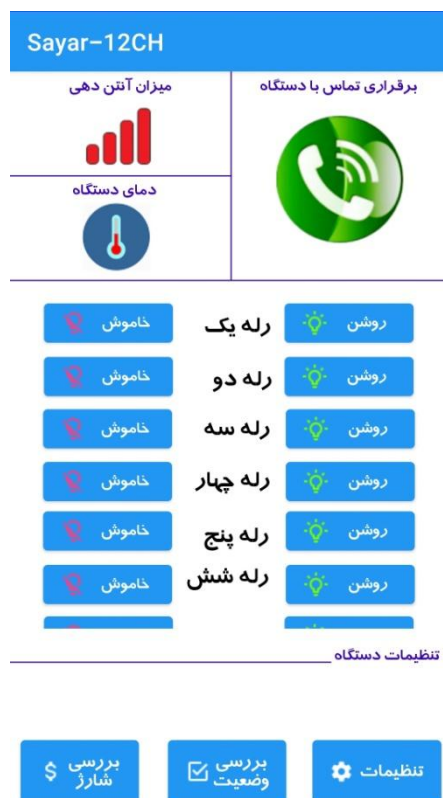 Sayar-12CH
برقراری تماس با دستگاه
میزان آنتن دهی
دمای دستگاه
روشن رله یک خاموش
روشن رله دو خاموش
روشن رله سه خاموش
روشن رله چهار خاموش
روشن رله پنج خاموش
روشن رله شش خاموش
تنظیمات دستگاه
تنظیمات
بررسی
وضعیت
بررسی
شارژ
$